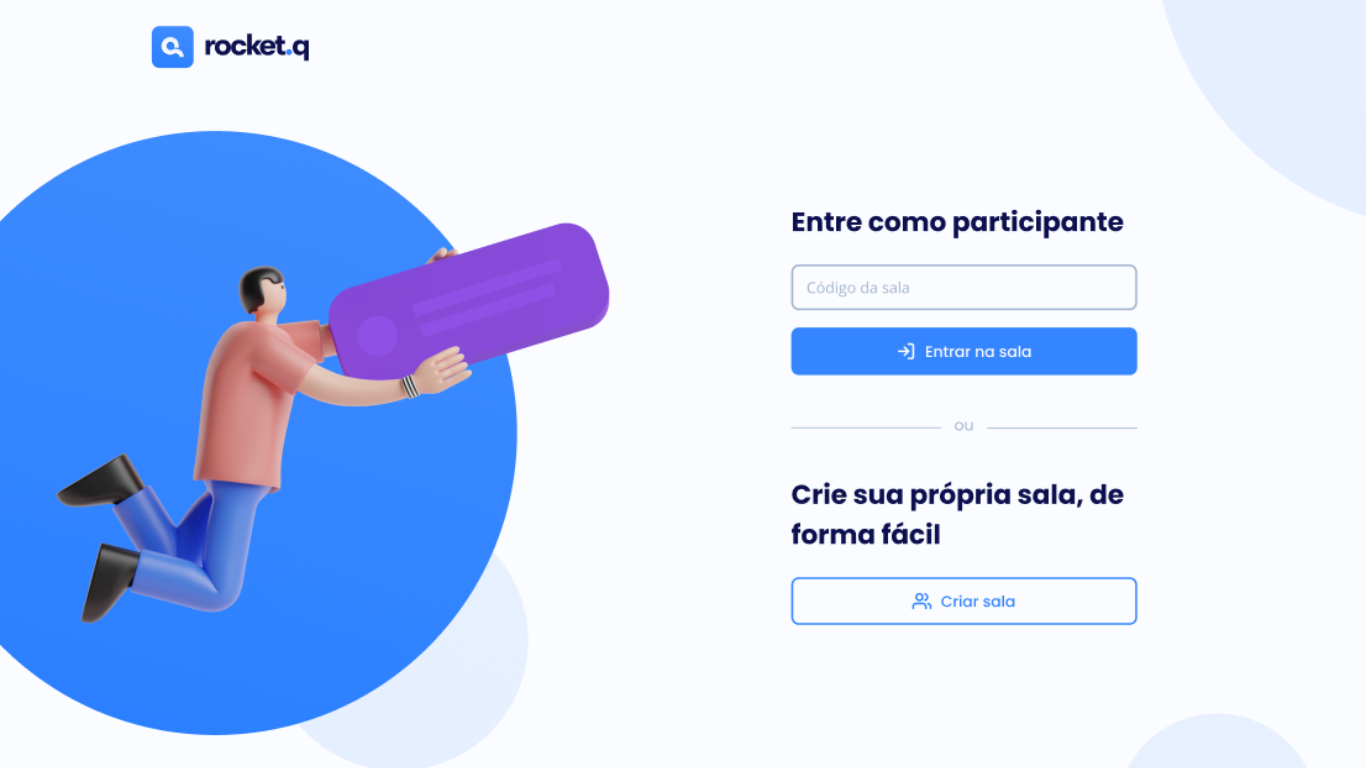 rocket.q
Entre como participante
Código da sala
Entrar na sala
ou
Crie sua própria sala, de
forma fácil
Criar sala